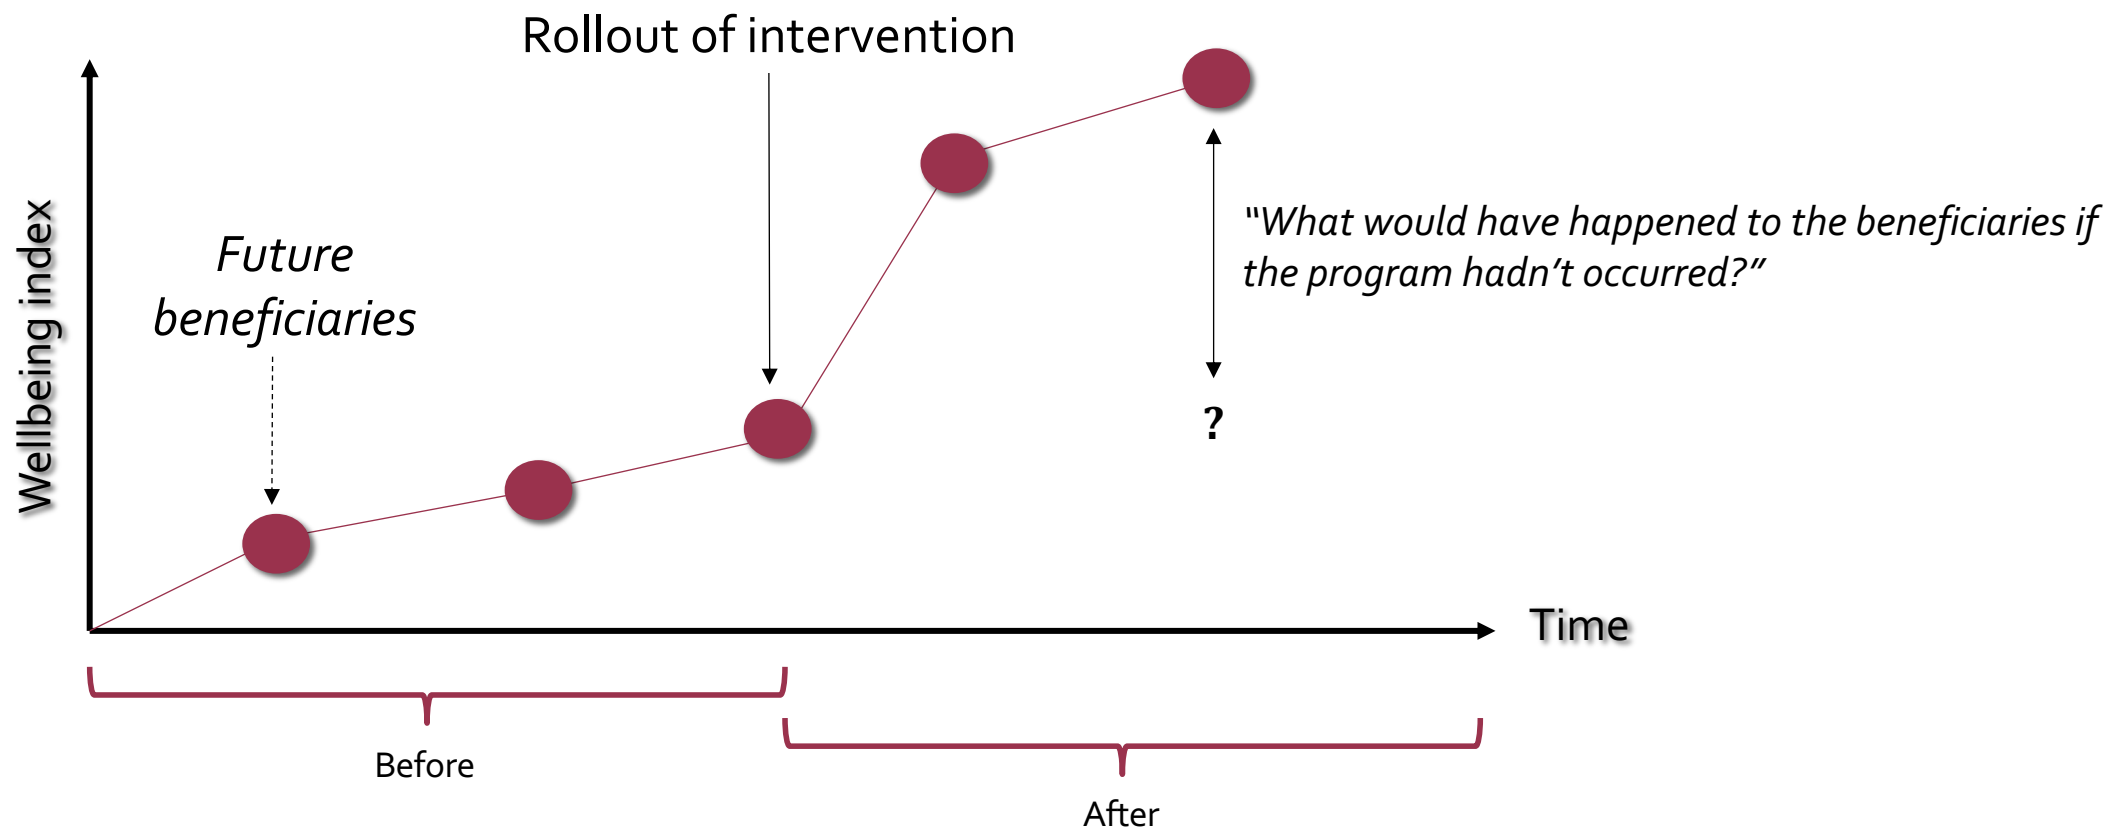 Rollout of intervention
Wellbeing index
Future
beneficiaries
“What would have happened to the beneficiaries if
the program hadn’t occurred?”
?
Time
Before
After